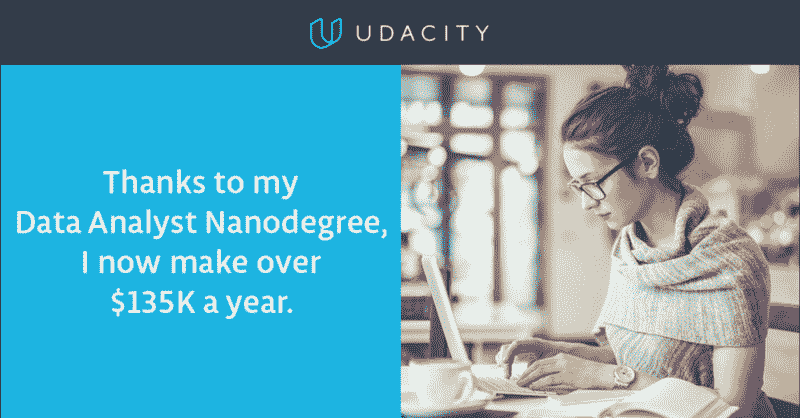 UDACITY
Thanks to my
Data Analyst Nanodegree,
I now make over
$135K a year.